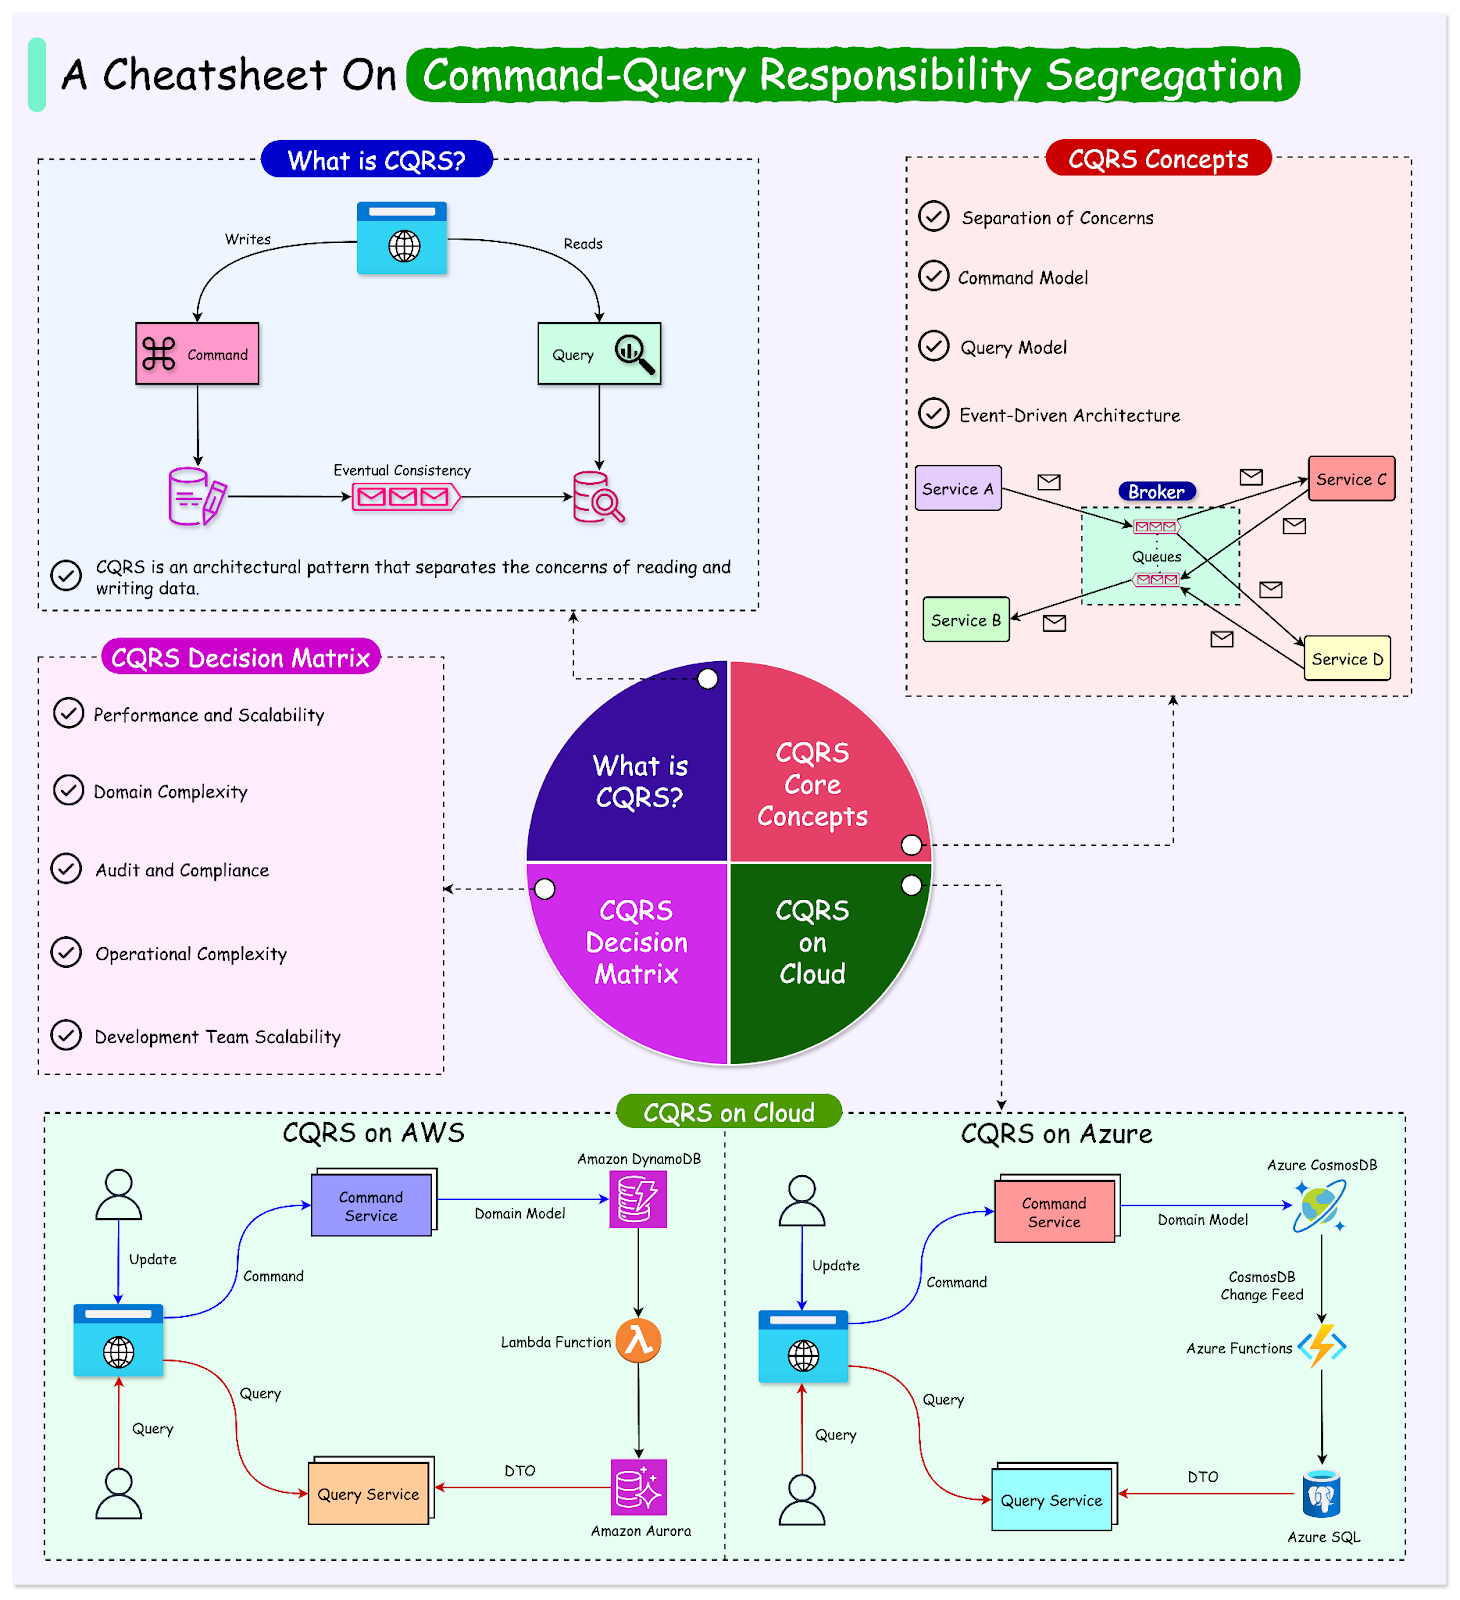 A Cheatsheet On Command-Query Responsibility Segregation
What is CQRS?
Writes
Reads
Command
Query
Eventual Consistency
CQRS is an architectural pattern that separates the concerns of reading and
writing data.
CQRS Concepts
Separation of Concerns
Command Model
Query Model
Event-Driven Architecture
Service A
Broker
Service C
Queues
Service B
Service D
CQRS Decision Matrix
Performance and Scalability
Domain Complexity
Audit and Compliance
Operational Complexity
Development Team Scalability
What is
CQRS?
CQRS
Core
Concepts
CQRS
Decision
Matrix
CQRS
on
Cloud
CQRS on Cloud
CQRS on AWS
Amazon DynamoDB
Command
Service
Domain Model
Update
Command
Lambda Function
Query
Query
DTO
Query Service
Amazon Aurora
CQRS on Azure
Azure CosmosDB
Command
Service
Domain Model
Update
Command
CosmosDB
Change Feed
Azure Functions
Query
Query
DTO
Query Service
Azure SQL